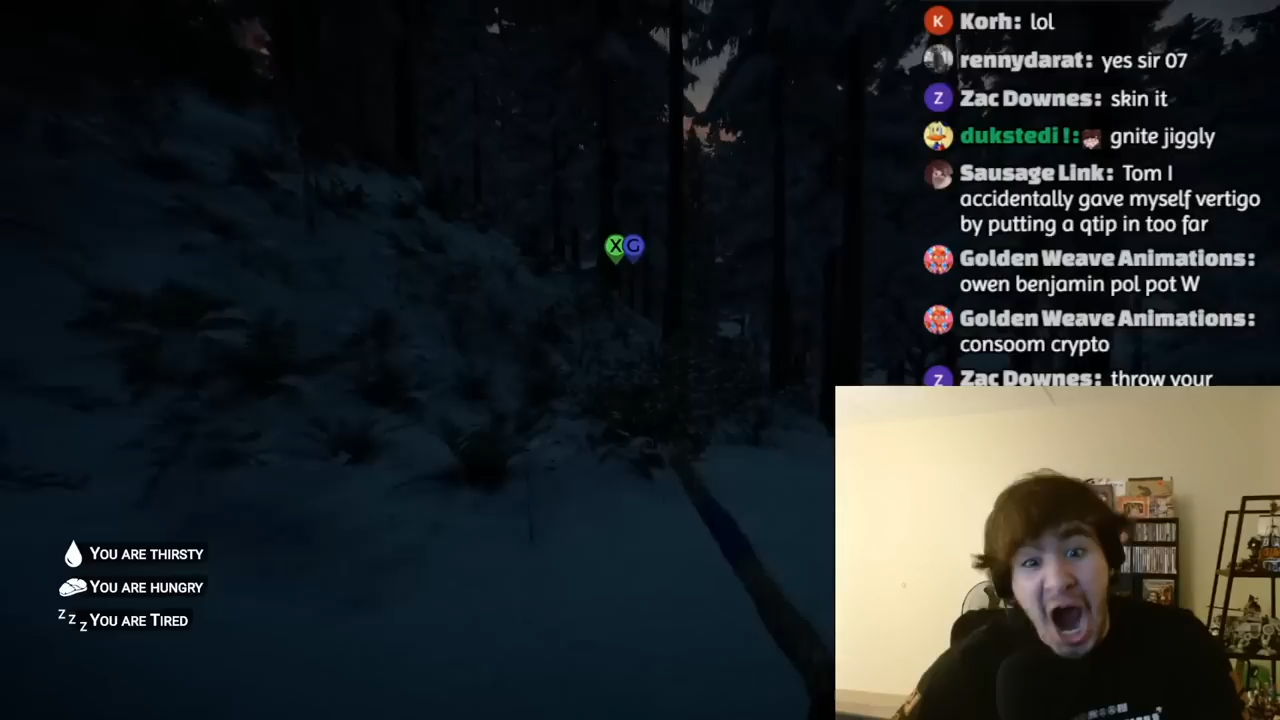 K Korh: lol
rennydarat: yes sir 07
Z Zac Downes: skin it
dukstedi !: gnite jiggly
Sausage Link: Tom I
accidentally gave myself vertigo
by putting a qtip in too far
Golden Weave Animations:
owen benjamin pol pot W
Golden Weave Animations:
consoom crypto
Z Zac Downes: throw your
X G
YOU ARE THIRSTY
YOU ARE HUNGRY
Z Z Z YOU ARE TIRED